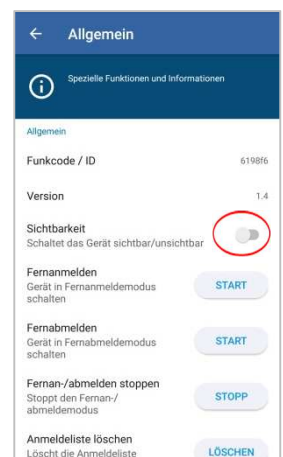 Allgemein
Spezielle Funktionen und Informationen
Allgemein
Funkcode / ID 6198f6
Version 1.4
Sichtbarkeit
Schaltet das Gerät sichtbar/unsichtbar
Fernanmelden
Gerät in Fernanmeldemodus
schalten
START
Fernabmelden
Gerät in Fernabmeldemodus
schalten
START
Fernan-/abmelden stoppen
Stoppt den Fernan-/
abmeldemodus
STOPP
Anmeldeliste löschen
Löscht die Anmeldeliste
LÖSCHEN